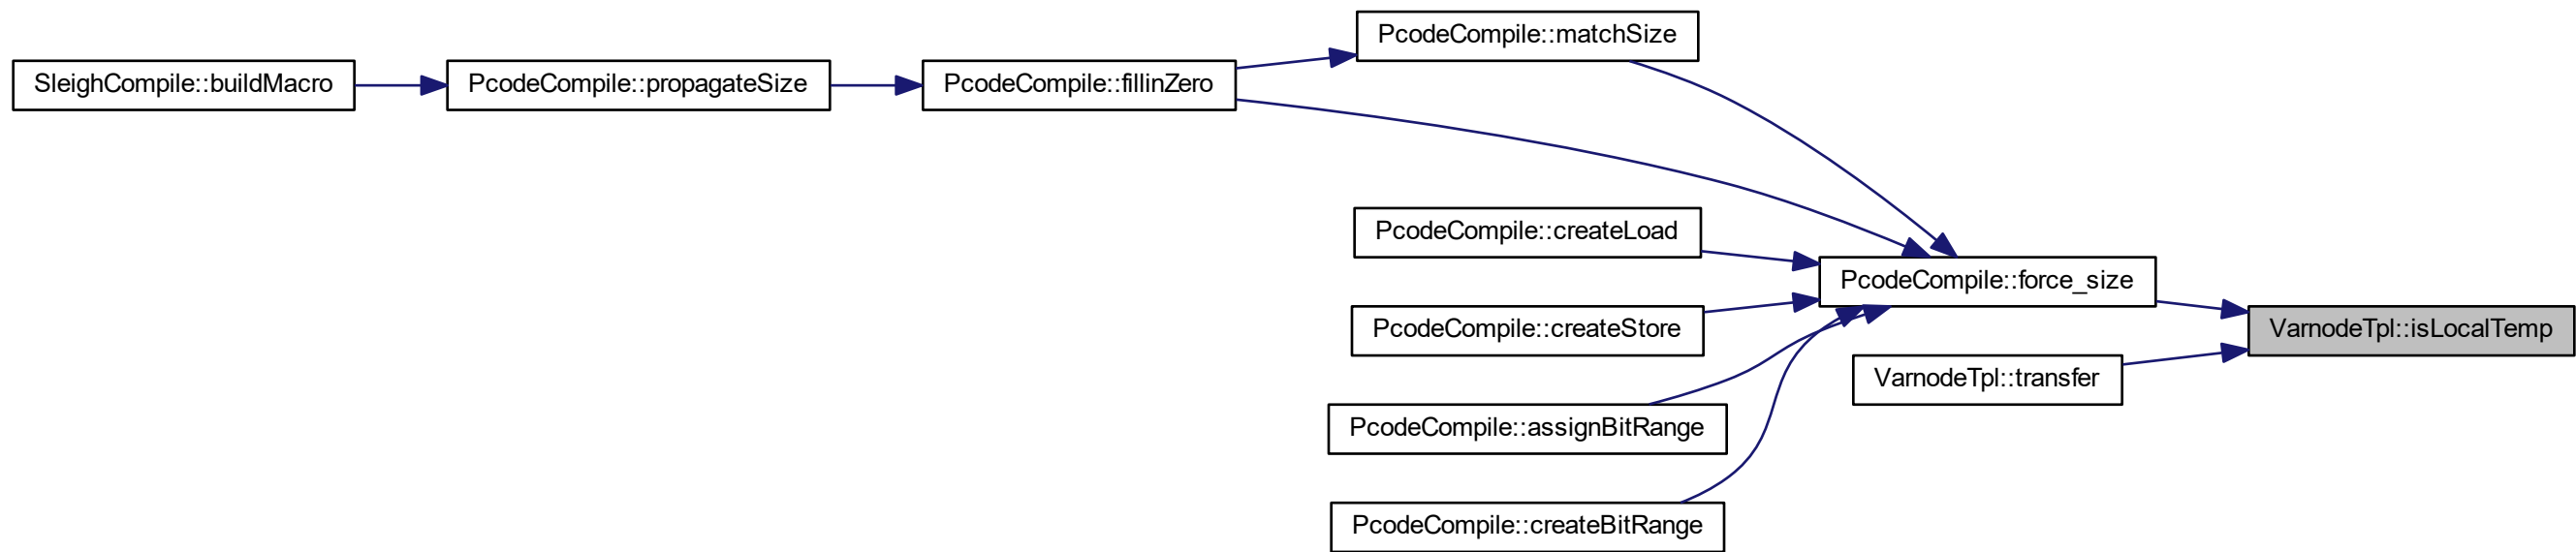 PcodeCompile::matchSize
SleighCompile::buildMacro
PcodeCompile::propagateSize
PcodeCompile::fillinZero
PcodeCompile::createLoad
PcodeCompile::force_size
PcodeCompile::createStore
VarnodeTpl::isLocalTemp
VarnodeTpl::transfer
PcodeCompile::assignBitRange
PcodeCompile::createBitRange